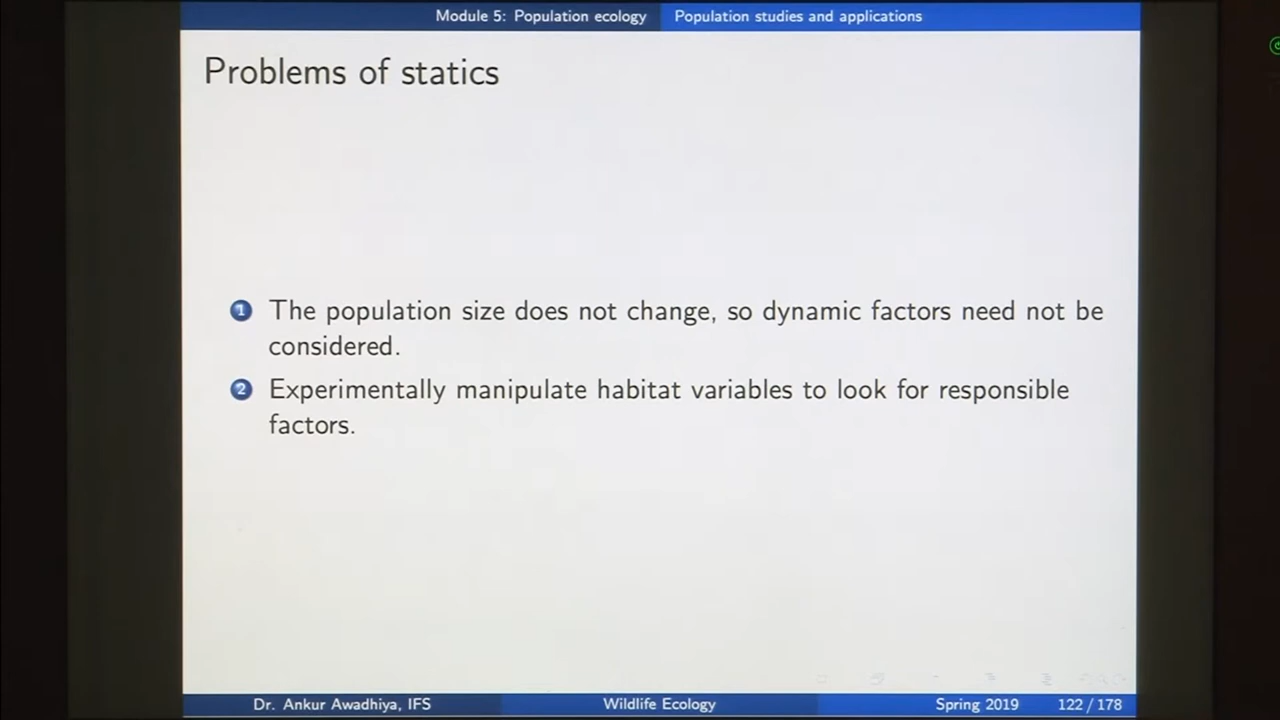 Module 5: Population ecology Population studies and applications
Problems of statics
1 The population size does not change, so dynamic factors need not be
considered.
2 Experimentally manipulate habitat variables to look for responsible
factors.
Dr. Ankur Awadhiya, IFS Wildlife Ecology Spring 2019 122 / 178